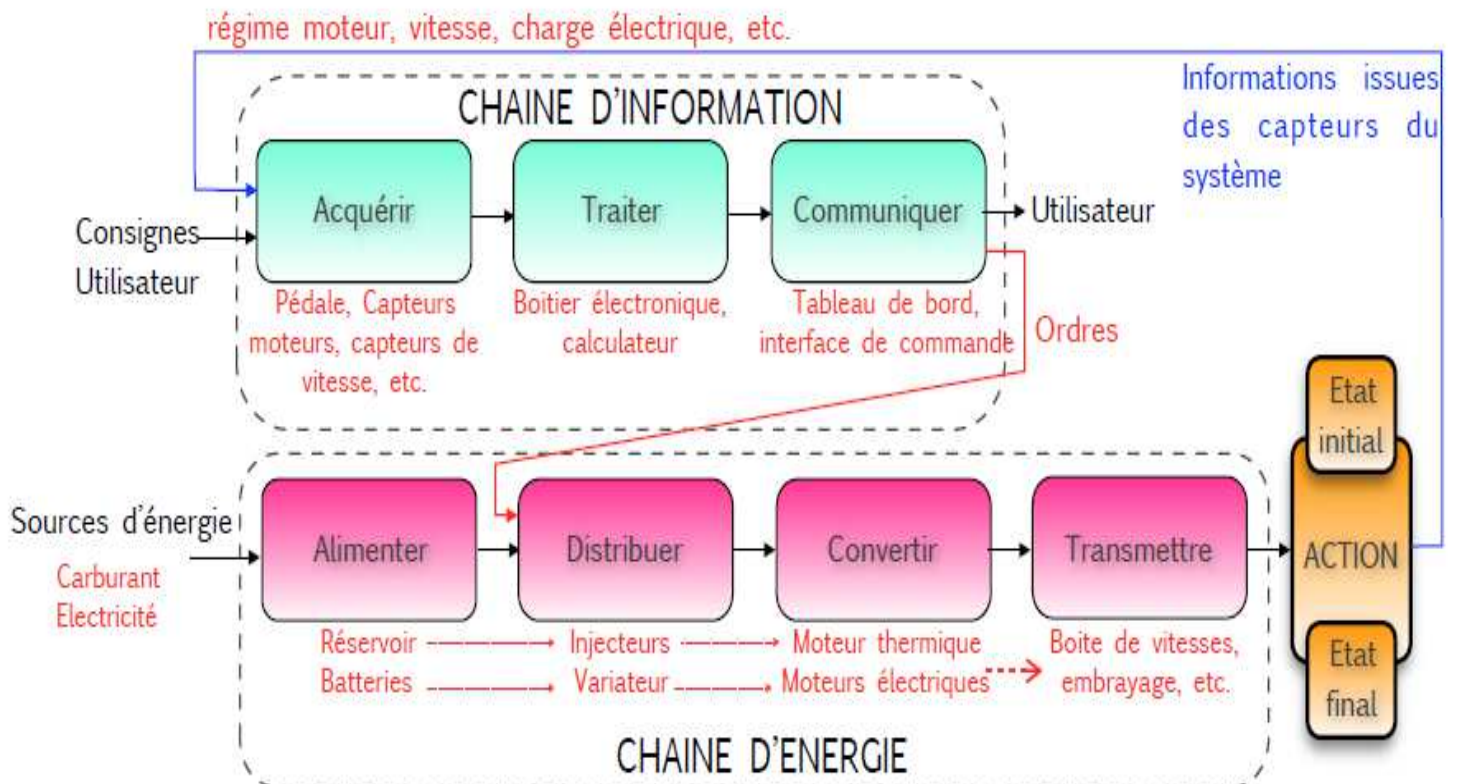 régime moteur, vitesse, charge électrique, etc.
Informations issues
des capteurs du
système
CHAINE D'INFORMATION
Acquérir
Traiter
Communiquer
Utilisateur
Consignes
Utilisateur
Pédale, Capteurs
moteurs, capteurs de
vitesse, etc.
Boitier électronique,
calculateur
Tableau de bord,
interface de commande
Ordres
Etat
initial
ACTION
Etat
final
Sources d'énergie
Carburant
Electricité
Alimenter
Distribuer
Convertir
Transmettre
Réservoir
Injecteurs
Moteur thermique
Batteries
Variateur
Moteurs électriques
Boite de vitesses,
embrayage, etc.
CHAINE D'ENERGIE